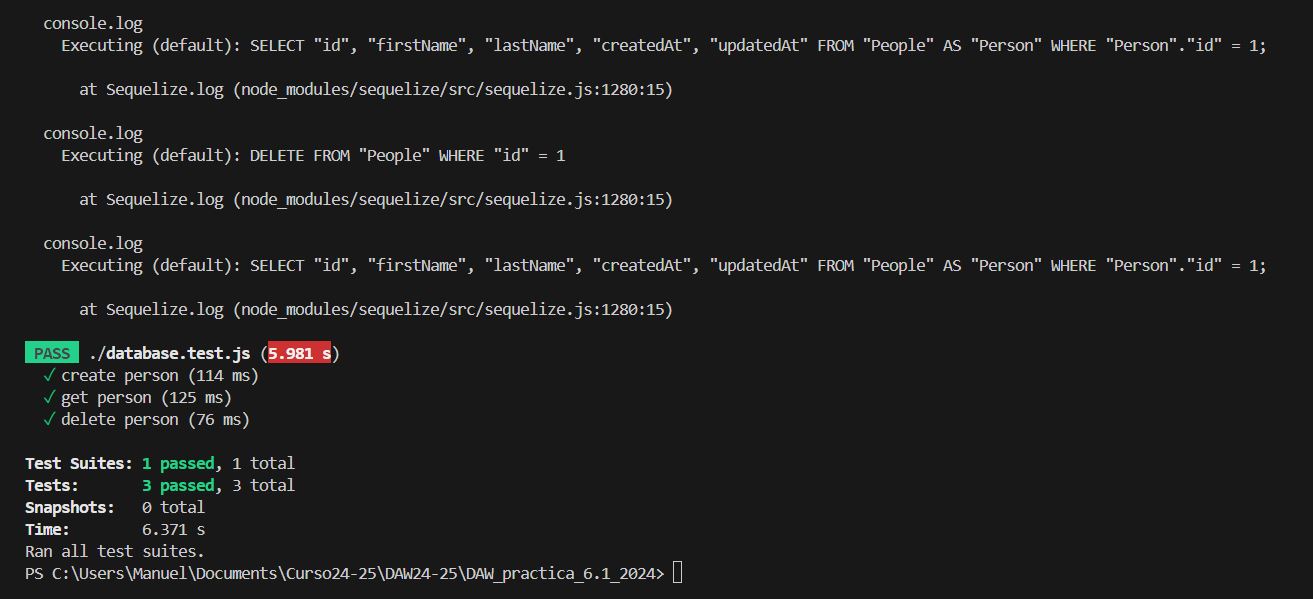 console.log
Executing (default): SELECT "id", "firstName", "lastName", "createdAt", "updatedAt" FROM "People" AS "Person" WHERE "Person"."id" = 1;
at Sequelize.log (node_modules/sequelize/src/sequelize.js:1280:15)
console.log
Executing (default): DELETE FROM "People" WHERE "id" = 1
at Sequelize.log (node_modules/sequelize/src/sequelize.js:1280:15)
console.log
Executing (default): SELECT "id", "firstName", "lastName", "createdAt", "updatedAt" FROM "People" AS "Person" WHERE "Person"."id" = 1;
at Sequelize.log (node_modules/sequelize/src/sequelize.js:1280:15)
PASS ./database.test.js (5.981 s)
✓ create person (114 ms)
✓ get person (125 ms)
✓ delete person (76 ms)
Test Suites: 1 passed, 1 total
Tests: 3 passed, 3 total
Snapshots: 0 total
Time: 6.371 s
Ran all test suites.
PS C:\Users\Manuel\Documents\Curso24-25\DAW24-25\DAW_practica_6.1_2024>